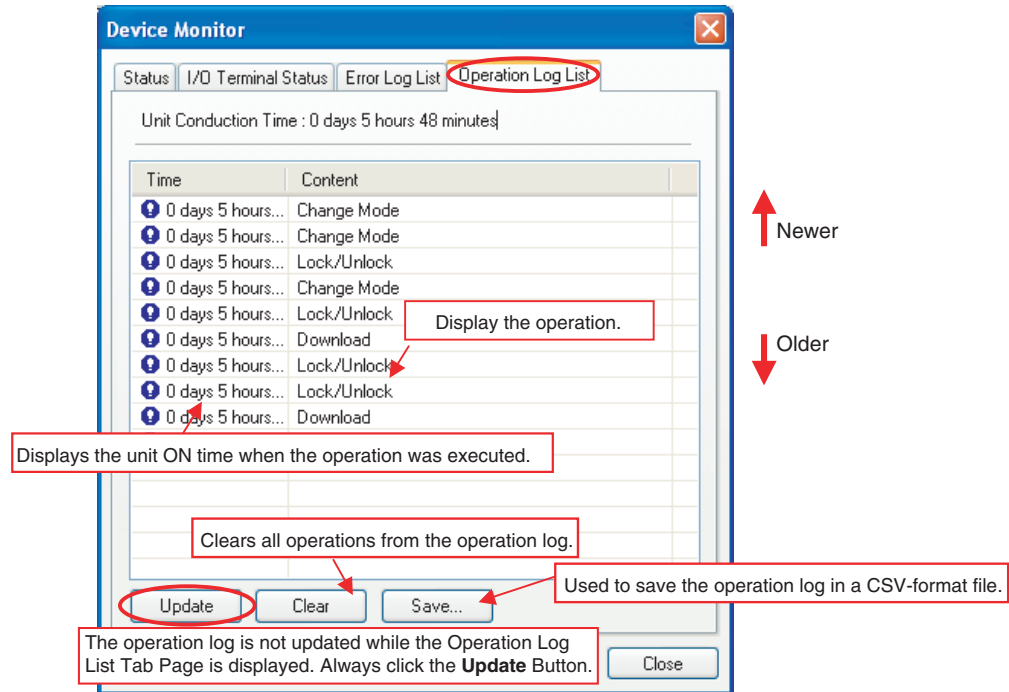 Device Monitor
Status I/O Terminal Status Error Log List Operation Log List
Unit Conduction Time : 0 days 5 hours 48 minutes
Time Content
0 days 5 hours... Change Mode
0 days 5 hours... Change Mode
Newer
0 days 5 hours... Lock/Unlock
0 days 5 hours... Change Mode
0 days 5 hours... Lock/Unlock
Display the operation.
0 days 5 hours... Download
Older
0 days 5 hours... Lock/Unlock
0 days 5 hours... Lock/Unlock
0 days 5 hours... Download
Displays the unit ON time when the operation was executed.
Clears all operations from the operation log.
Used to save the operation log in a CSV-format file.
Update Clear Save...
The operation log is not updated while the Operation Log
List Tab Page is displayed. Always click the Update Button.
Close